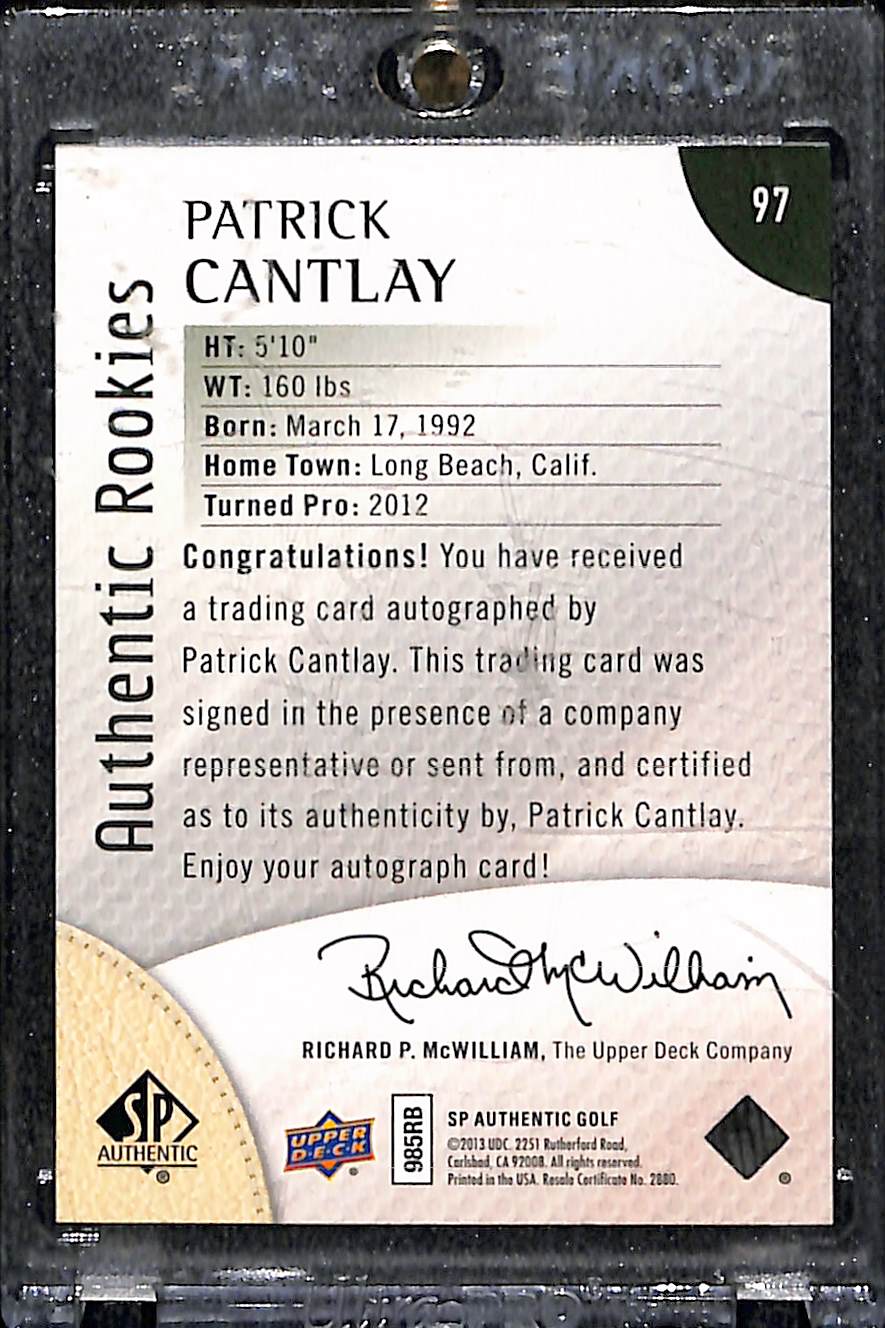 97
PATRICK
CANTLAY
Authentic Rookies
HT: 5'10"
WT: 160 lbs
Born: March 17, 1992
Home Town: Long Beach, Calif.
Turned Pro: 2012
Congratulations! You have received
a trading card autographed by
Patrick Cantlay. This trading card was
signed in the presence of a company
representative or sent from, and certified
as to its authenticity by, Patrick Cantlay.
Enjoy your autograph card!
Richard McWilliam
RICHARD P. McWILLIAM, The Upper Deck Company
SP
AUTHENTIC
®
UPPER
D·E·C·K
®
985RB
SP AUTHENTIC GOLF
©2013 UDC. 2251 Rutherford Road,
Carlsbad, CA 92008. All rights reserved.
Printed in the USA. Resale Certificate No. 2880.
®